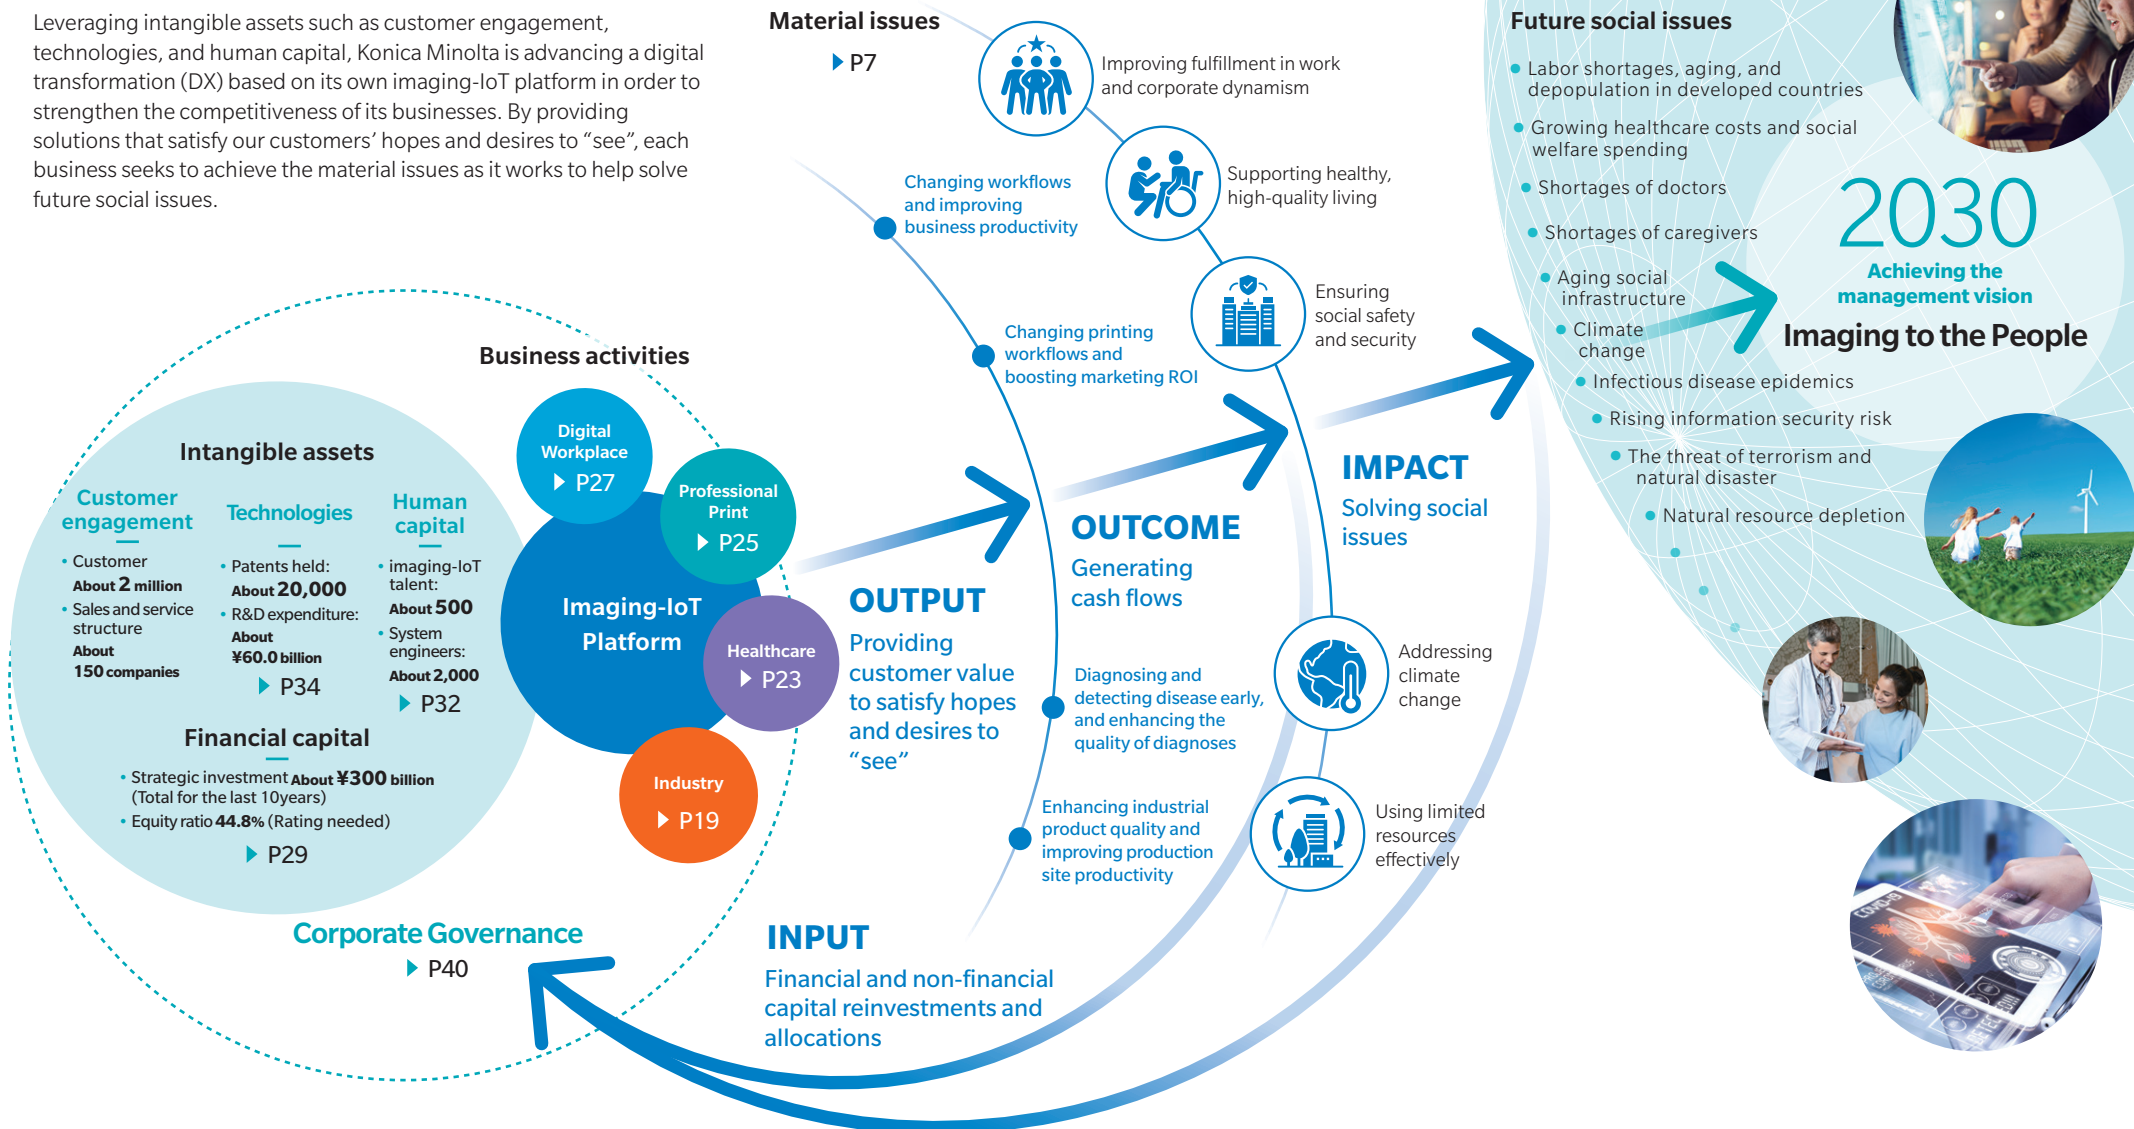 Leveraging intangible assets such as customer engagement,
technologies, and human capital, Konica Minolta is advancing a digital
transformation (DX) based on its own imaging-IoT platform in order to
strengthen the competitiveness of its businesses. By providing
solutions that satisfy our customers’ hopes and desires to “see”, each
business seeks to achieve the material issues as it works to help solve
future social issues.
Material issues
P7
Improving fulfillment in work
and corporate dynamism
Supporting healthy,
high-quality living
Ensuring
social safety
and security
Addressing
climate
change
Using limited
resources
effectively
Changing workflows
and improving
business productivity
Changing printing
workflows and
boosting marketing ROI
Diagnosing and
detecting disease early,
and enhancing the
quality of diagnoses
Enhancing industrial
product quality and
improving production
site productivity
Business activities
Digital
Workplace
P27
Professional
Print
P25
Healthcare
P23
Industry
P19
Imaging-IoT
Platform
Intangible assets
Customer
engagement
• Customer
About 2 million
• Sales and service
structure
About
150 companies
Technologies
• Patents held:
About 20,000
• R&D expenditure:
About
¥60.0 billion
P34
Human
capital
• imaging-IoT
talent:
About 500
• System
engineers:
About 2,000
P32
Financial capital
• Strategic investment About ¥300 billion
(Total for the last 10years)
• Equity ratio 44.8% (Rating needed)
P29
Corporate Governance
P40
OUTPUT
Providing
customer value
to satisfy hopes
and desires to
“see”
OUTCOME
Generating
cash flows
IMPACT
Solving social
issues
INPUT
Financial and non-financial
capital reinvestments and
allocations
Future social issues
• Labor shortages, aging, and
depopulation in developed countries
• Growing healthcare costs and social
welfare spending
• Shortages of doctors
• Shortages of caregivers
• Aging social
infrastructure
• Climate
change
• Infectious disease epidemics
• Rising information security risk
• The threat of terrorism and
natural disaster
• Natural resource depletion
2030
Achieving the
management vision
Imaging to the People
COVID-19